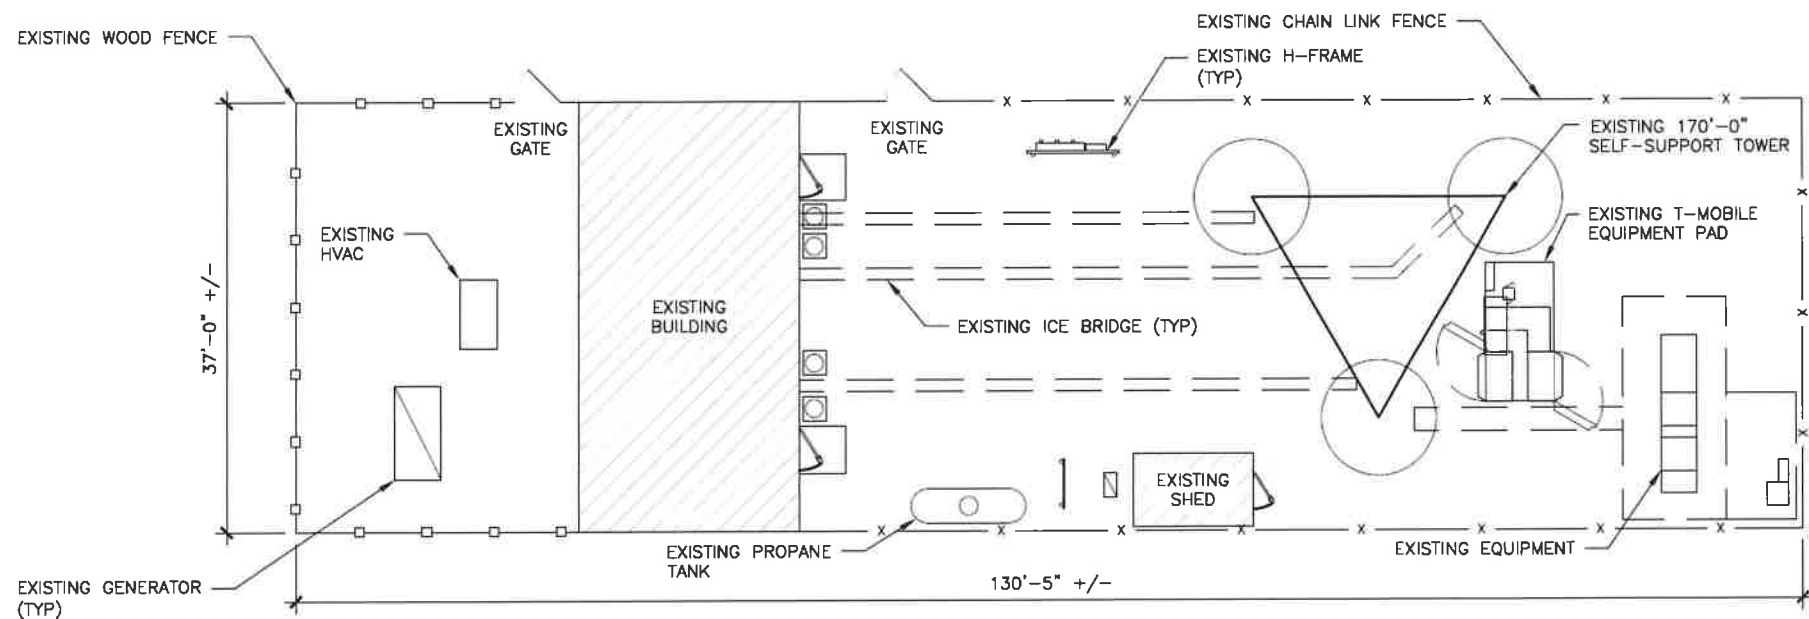 EXISTING WOOD FENCE
EXISTING CHAIN LINK FENCE
EXISTING H-FRAME
(TYP)
EXISTING
GATE
EXISTING
GATE
EXISTING 170'-0"
SELF-SUPPORT TOWER
EXISTING T-MOBILE
EQUIPMENT PAD
EXISTING
HVAC
37'-0" +/-
EXISTING
BUILDING
EXISTING ICE BRIDGE (TYP)
EXISTING
SHED
EXISTING PROPANE
TANK
EXISTING EQUIPMENT
EXISTING GENERATOR
(TYP)
130'-5" +/-